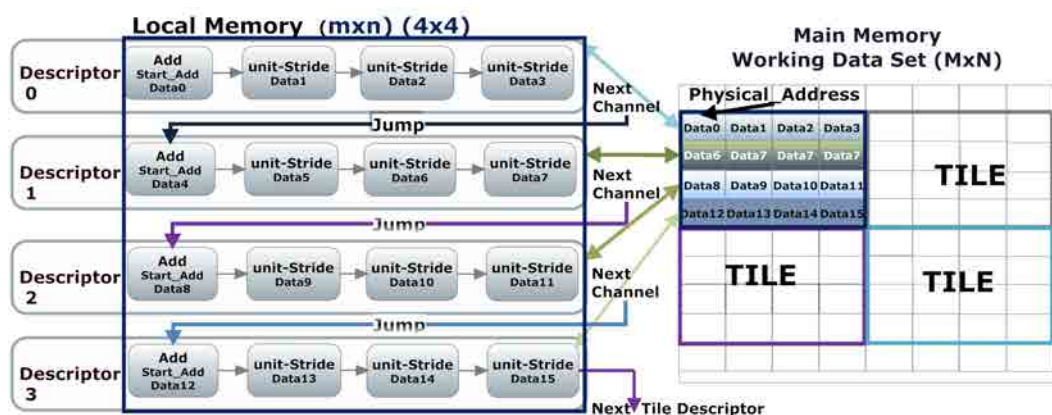 Local Memory (mxn) (4x4)
Main Memory
Working Data Set (MxN)
Descriptor
0
Add
Start_Add
Data0
unit-Stride
Data1
unit-Stride
Data2
unit-Stride
Data3
Next
Channel
Jump
Descriptor
1
Add
Start_Add
Data4
unit-Stride
Data5
unit-Stride
Data6
unit-Stride
Data7
Next
Channel
Jump
Descriptor
2
Add
Start_Add
Data8
unit-Stride
Data9
unit-Stride
Data10
unit-Stride
Data11
Next
Channel
Jump
Descriptor
3
Add
Start_Add
Data12
unit-Stride
Data13
unit-Stride
Data14
unit-Stride
Data15
Next Tile Descriptor
Physical Address
Data0 Data1 Data2 Data3
Data6 Data7 Data7 Data7
Data8 Data9 Data10 Data11
Data12 Data13 Data14 Data15
TILE
TILE
TILE